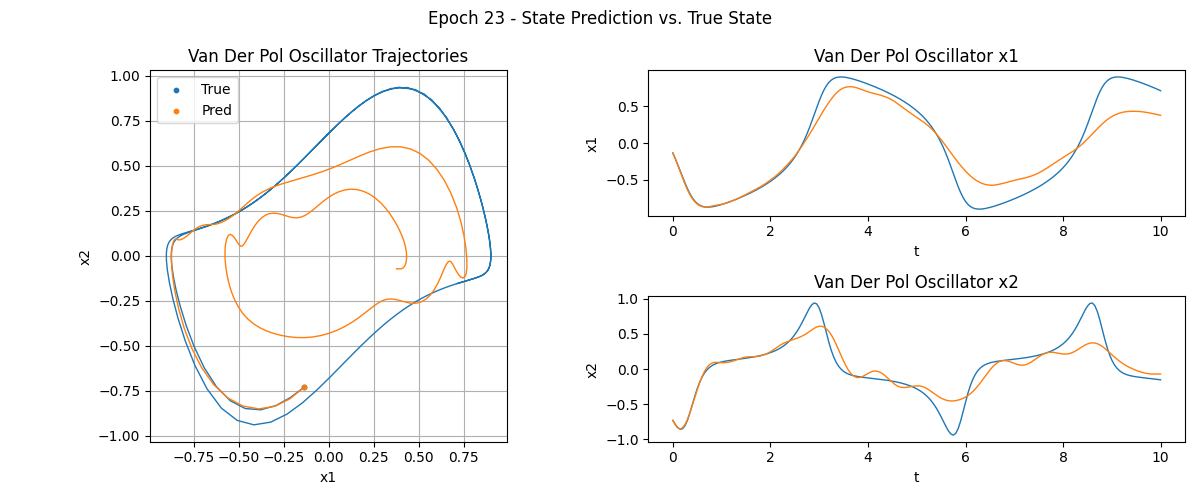 Epoch 23 - State Prediction vs. True State
Van Der Pol Oscillator Trajectories
True
Pred
1.00
0.75
0.50
0.25
0.00
−0.25
−0.50
−0.75
−1.00
x2
−0.75 −0.50 −0.25 0.00 0.25 0.50 0.75
x1
Van Der Pol Oscillator x1
0.5
0.0
−0.5
x1
0 2 4 6 8 10
t
Van Der Pol Oscillator x2
1.0
0.5
0.0
−0.5
−1.0
x2
0 2 4 6 8 10
t